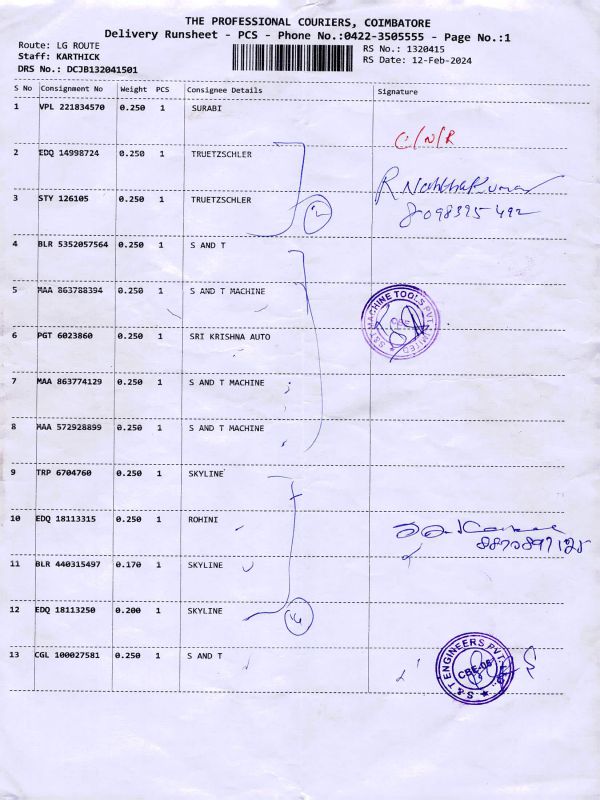 THE PROFESSIONAL COURIERS, COIMBATORE
Delivery Runsheet - PCS - Phone No.:0422-3505555 - Page No.:1
Route: LG ROUTE RS No.: 1320415
Staff: KARTHICK RS Date: 12-Feb-2024
DRS No.: DCJB132041501
S No Consignment No Weight PCS Consignee Details Signature
1 VPL 221834570 0.250 1 SURABI
C/N/R
2 EDQ 14998724 0.250 1 TRUETZSCHLER
3 STY 126105 0.250 1 TRUETZSCHLER
4 BLR 5352057564 0.250 1 S AND T
5 MAA 863788394 0.250 1 S AND T MACHINE
S&T MACHINE TOOLS PVT. LIMITED
6 PGT 6023860 0.250 1 SRI KRISHNA AUTO
7 MAA 863774129 0.250 1 S AND T MACHINE
8 MAA 572928899 0.250 1 S AND T MACHINE
9 TRP 6704760 0.250 1 SKYLINE
10 EDQ 18113315 0.250 1 ROHINI
11 BLR 440315497 0.170 1 SKYLINE
12 EDQ 18113250 0.200 1 SKYLINE
13 CGL 100027581 0.250 1 S AND T
S & T ENGINEERS PVT.